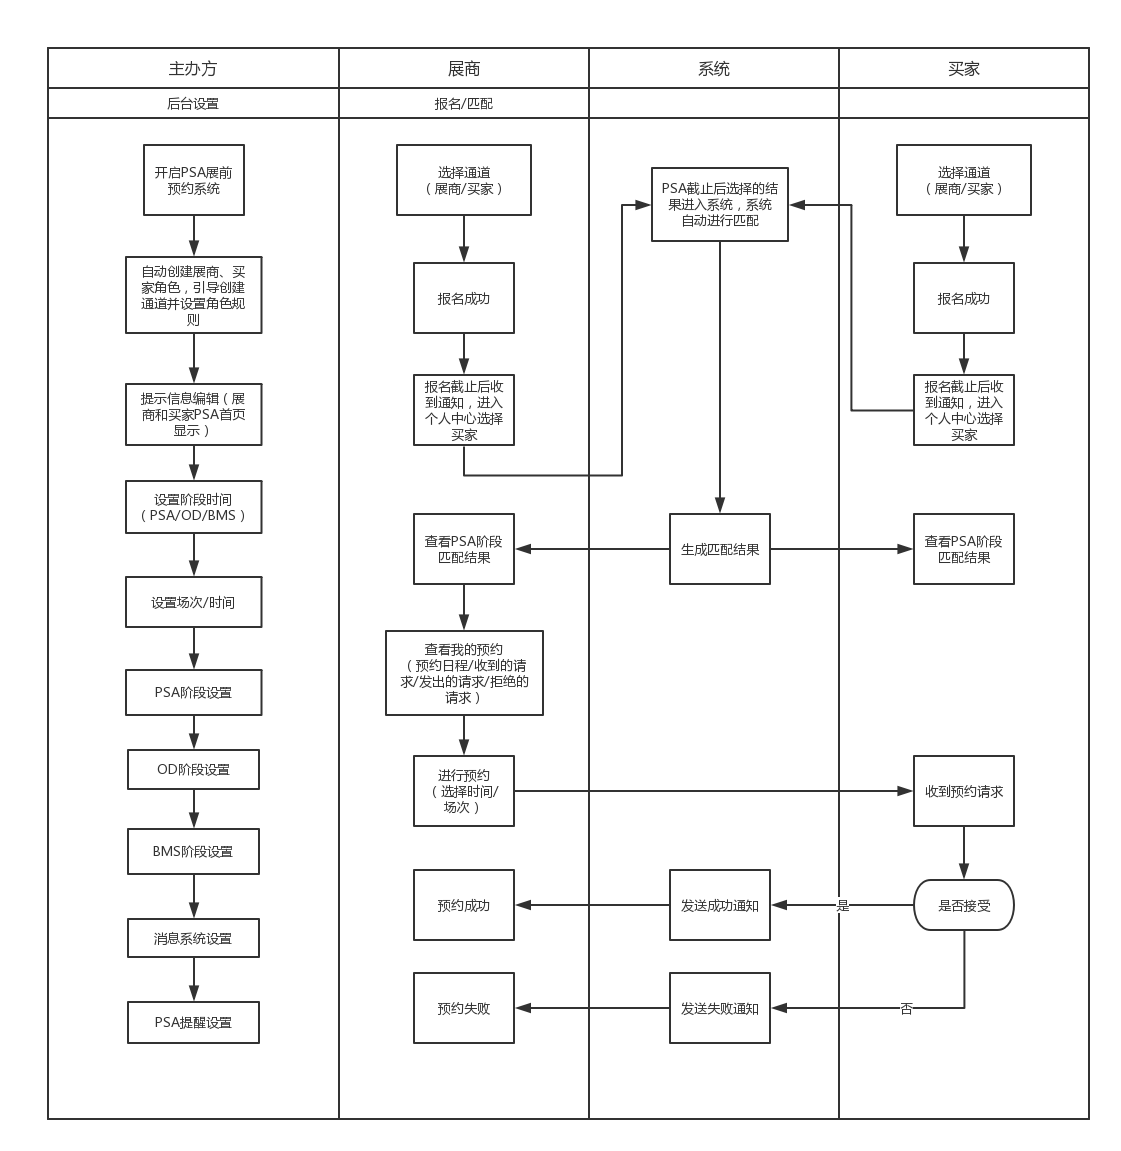 主办方
展商
系统
买家
后台设置
报名/匹配
开启PSA展前
预约系统
自动创建展商、买
家角色，引导创建
通道并设置角色规
则
提示信息编辑（展
商和买家PSA首页
显示）
设置阶段时间
（PSA/OD/BMS）
设置场次/时间
PSA阶段设置
OD阶段设置
BMS阶段设置
消息系统设置
PSA提醒设置
选择通道
（展商/买家）
报名成功
报名截止后收
到通知，进入
个人中心选择
买家
查看PSA阶段
匹配结果
查看我的预约
（预约日程/收到的请
求/发出的请求/拒绝的
请求）
进行预约
（选择时间/
场次）
预约成功
预约失败
PSA截止后选择的结
果进入系统，系统
自动进行匹配
生成匹配结果
发送成功通知
发送失败通知
选择通道
（展商/买家）
报名成功
报名截止后收
到通知，进入
个人中心选择
买家
查看PSA阶段
匹配结果
收到预约请求
是否接受
是
否